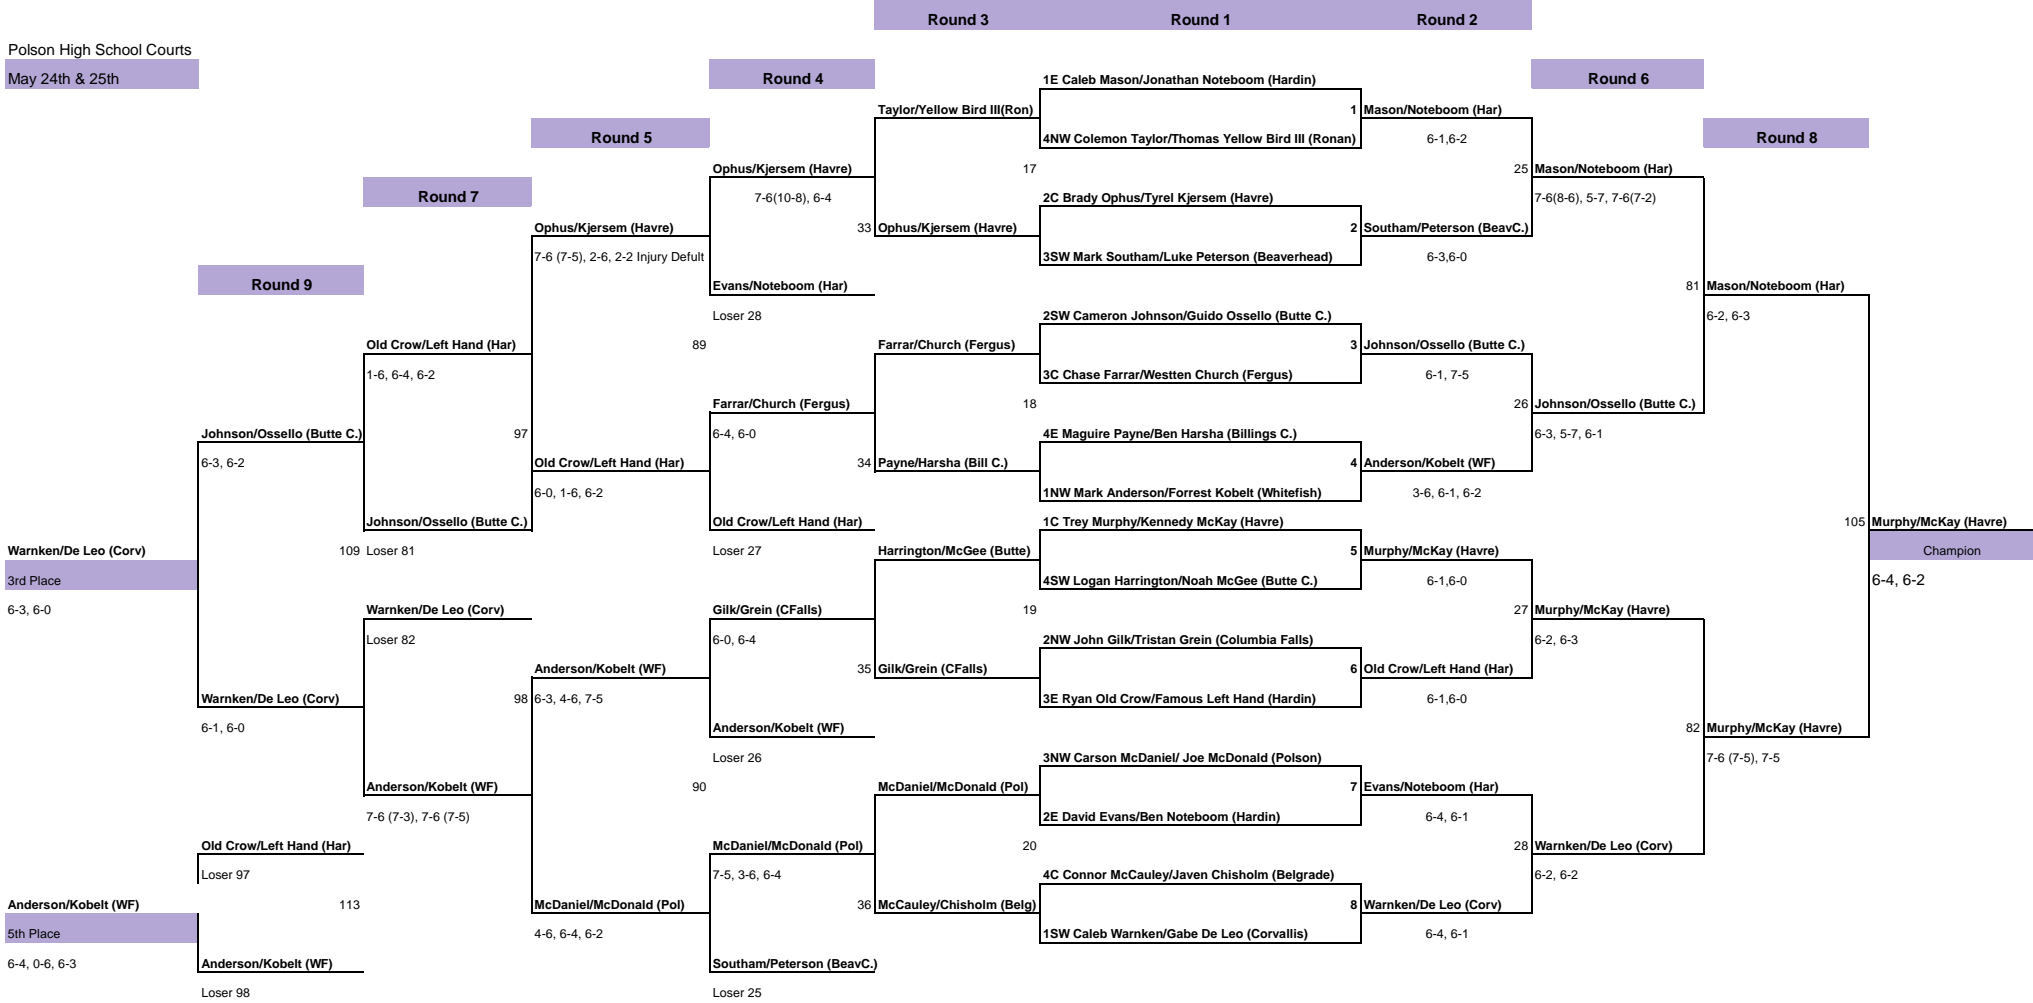 Round 3 Round 1 Round 2
Polson High School Courts
May 24th & 25th Round 4 1E Caleb Mason/Jonathan Noteboom (Hardin) Round 6
Taylor/Yellow Bird III(Ron) 1 Mason/Noteboom (Har)
Round 5 4NW Colemon Taylor/Thomas Yellow Bird III (Ronan) 6-1,6-2 Round 8
Ophus/Kjersem (Havre) 17 25 Mason/Noteboom (Har)
Round 7 7-6(10-8), 6-4 2C Brady Ophus/Tyrel Kjersem (Havre) 7-6(8-6), 5-7, 7-6(7-2)
Ophus/Kjersem (Havre) 33 Ophus/Kjersem (Havre) 2 Southam/Peterson (BeavC.)
7-6 (7-5), 2-6, 2-2 Injury Defult 3SW Mark Southam/Luke Peterson (Beaverhead) 6-3,6-0
Round 9 Evans/Noteboom (Har) 81 Mason/Noteboom (Har)
Loser 28 2SW Cameron Johnson/Guido Ossello (Butte C.) 6-2, 6-3
Old Crow/Left Hand (Har) 89 Farrar/Church (Fergus) 3 Johnson/Ossello (Butte C.)
1-6, 6-4, 6-2 3C Chase Farrar/Westten Church (Fergus) 6-1, 7-5
Farrar/Church (Fergus) 18 26 Johnson/Ossello (Butte C.)
Johnson/Ossello (Butte C.) 97 6-4, 6-0 4E Maguire Payne/Ben Harsha (Billings C.) 6-3, 5-7, 6-1
6-3, 6-2 Old Crow/Left Hand (Har) 34 Payne/Harsha (Bill C.) 4 Anderson/Kobelt (WF)
6-0, 1-6, 6-2 1NW Mark Anderson/Forrest Kobelt (Whitefish) 3-6, 6-1, 6-2
Johnson/Ossello (Butte C.) Old Crow/Left Hand (Har) 1C Trey Murphy/Kennedy McKay (Havre) 105 Murphy/McKay (Havre)
Warnken/De Leo (Corv) 109 Loser 81 Loser 27 Harrington/McGee (Butte) 5 Murphy/McKay (Havre) Champion
3rd Place 4SW Logan Harrington/Noah McGee (Butte C.) 6-1,6-0 6-4, 6-2
6-3, 6-0 Warnken/De Leo (Corv) Gilk/Grein (CFalls) 19 27 Murphy/McKay (Havre)
Loser 82 6-0, 6-4 2NW John Gilk/Tristan Grein (Columbia Falls) 6-2, 6-3
Anderson/Kobelt (WF) 35 Gilk/Grein (CFalls) 6 Old Crow/Left Hand (Har)
Warnken/De Leo (Corv) 98 6-3, 4-6, 7-5 3E Ryan Old Crow/Famous Left Hand (Hardin) 6-1,6-0
6-1, 6-0 Anderson/Kobelt (WF) 82 Murphy/McKay (Havre)
Loser 26 3NW Carson McDaniel/ Joe McDonald (Polson) 7-6 (7-5), 7-5
Anderson/Kobelt (WF) 90 McDaniel/McDonald (Pol) 7 Evans/Noteboom (Har)
7-6 (7-3), 7-6 (7-5) 2E David Evans/Ben Noteboom (Hardin) 6-4, 6-1
Old Crow/Left Hand (Har) McDaniel/McDonald (Pol) 20 28 Warnken/De Leo (Corv)
Loser 97 7-5, 3-6, 6-4 4C Connor McCauley/Javen Chisholm (Belgrade) 6-2, 6-2
Anderson/Kobelt (WF) 113 McDaniel/McDonald (Pol) 36 McCauley/Chisholm (Belg) 8 Warnken/De Leo (Corv)
5th Place 4-6, 6-4, 6-2 1SW Caleb Warnken/Gabe De Leo (Corvallis) 6-4, 6-1
6-4, 0-6, 6-3 Anderson/Kobelt (WF) Southam/Peterson (BeavC.)
Loser 98 Loser 25